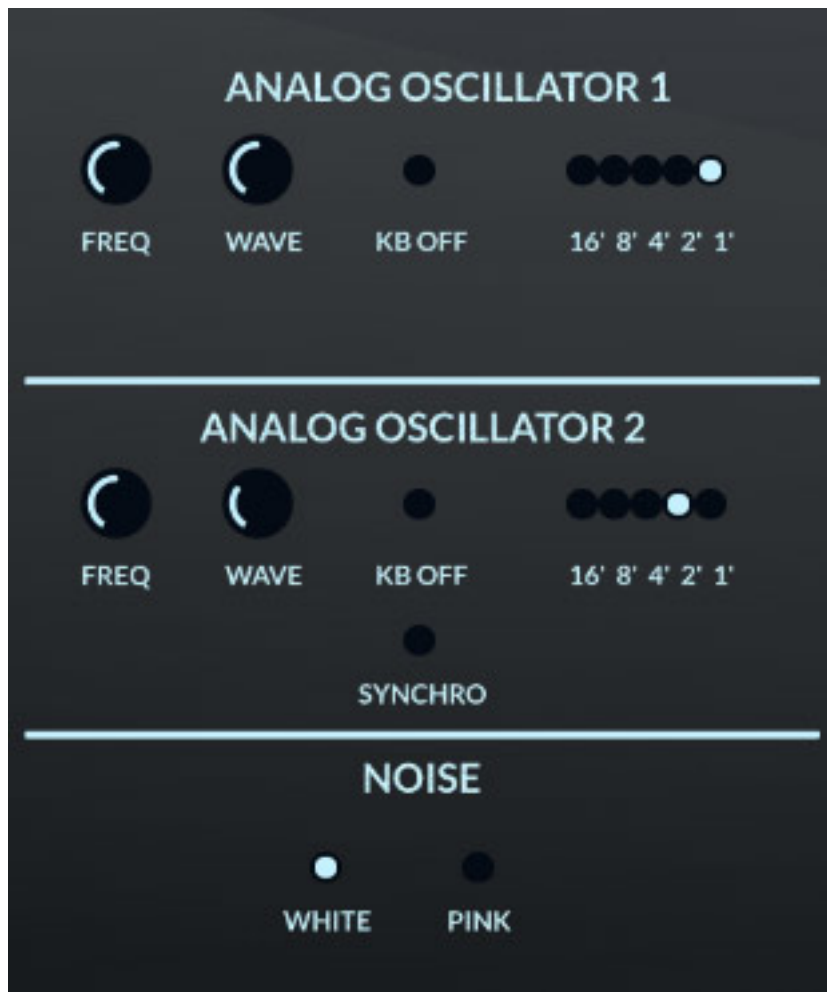 ANALOG OSCILLATOR 1
FREQ WAVE KB OFF 16' 8' 4' 2' 1'
ANALOG OSCILLATOR 2
FREQ WAVE KB OFF 16' 8' 4' 2' 1'
SYNCHRO
NOISE
WHITE PINK